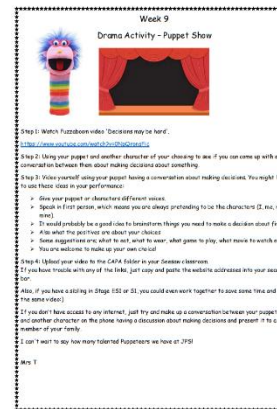 Week 9
Drama Activity – Puppet Show
Step 1: Watch Fuzzaboom video 'Decisions may be hard'.
Step 2: Using your puppet and another character of your choosing to see if you can come up with a
conversation between them about making decisions about something
Step 3: Video yourself using your puppet having a conversation about making decisions. You might
to use these ideas in your performance:
Give your puppet or characters different voices
Speak in first person, which means you are always pretending to be the characters (I, me,
mine)
It would probably be a good idea to brainstorm things you need to make a decision about
Also what the positives are about your choices
Some suggestions are; what to eat, what to wear, what game to play, what movie to watch
You are welcome to make up your own choice!
Step 4: Upload your video to the CAPA folder in your Seesaw classroom
If you have trouble with any of the links, just copy and paste the website addresses into your
bar.
Also, if you have a sibling in Stage ES1 or S1, you could even work together to save some time and
the same video:)
If you don't have access to any internet, just try and make up a conversation between your puppet
and another character on the phone having a discussion about making decisions and present it to a
member of your family.
I can't wait to say how many talented Puppeteers we have at JPS!
Mrs T